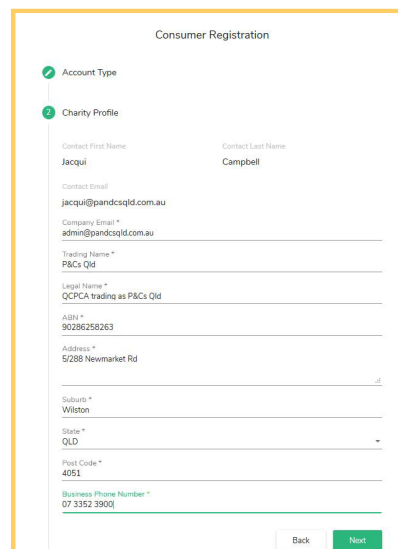 Consumer Registration
Account Type
2 Charity Profile
Contact First Name Contact Last Name
Jacqui Campbell
Contact Email
jacqui@pandcsqld.com.au
Company Email *
admin@pandcsqld.com.au
Trading Name *
P&Cs Qld
Legal Name *
QCPCA trading as P&Cs Qld
ABN *
90286258263
Address *
5/288 Newmarket Rd
Suburb *
Wilston
State *
QLD
Post Code *
4051
Business Phone Number *
07 3352 3900
Back Next